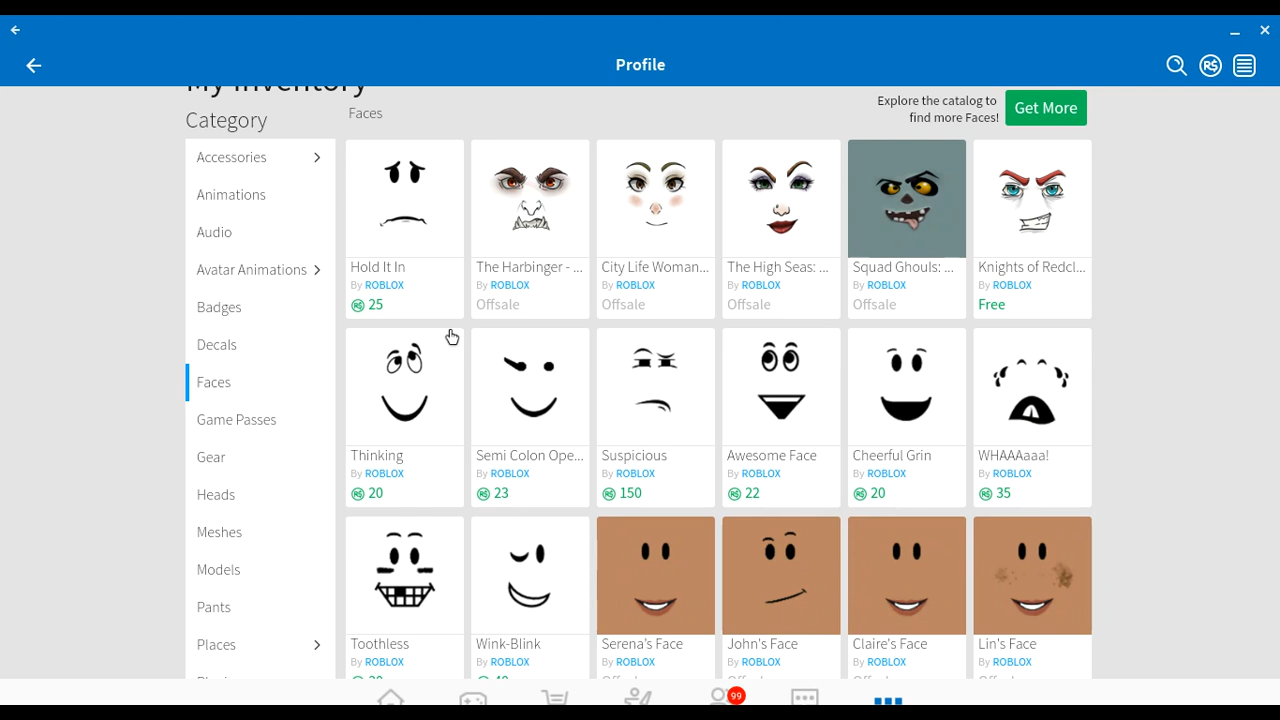 Profile
R$
My Inventory
Category
Faces
Explore the catalog to
find more Faces!
Get More
Accessories
Animations
Audio
Avatar Animations
Badges
Decals
Faces
Game Passes
Gear
Heads
Meshes
Models
Pants
Places
Hold It In
By ROBLOX
R$ 25
The Harbinger - ...
By ROBLOX
Offsale
City Life Woman...
By ROBLOX
Offsale
The High Seas: ...
By ROBLOX
Offsale
Squad Ghouls: ...
By ROBLOX
Offsale
Knights of Redcl...
By ROBLOX
Free
Thinking
By ROBLOX
R$ 20
Semi Colon Ope...
By ROBLOX
R$ 23
Suspicious
By ROBLOX
R$ 150
Awesome Face
By ROBLOX
R$ 22
Cheerful Grin
By ROBLOX
R$ 20
WHAAAaaa!
By ROBLOX
R$ 35
Toothless
By ROBLOX
Wink-Blink
By ROBLOX
Serena's Face
By ROBLOX
Offsale
John's Face
By ROBLOX
Offsale
Claire's Face
By ROBLOX
Offsale
Lin's Face
By ROBLOX
Offsale
99